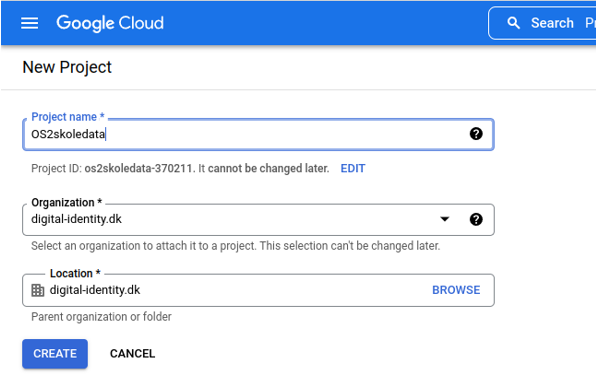 Google Cloud
Search Pr
New Project
Project name *
OS2skoledata
Project ID: os2skoledata-370211. It cannot be changed later. EDIT
Organization *
digital-identity.dk
Select an organization to attach it to a project. This selection can't be changed later.
Location *
digital-identity.dk BROWSE
Parent organization or folder
CREATE CANCEL